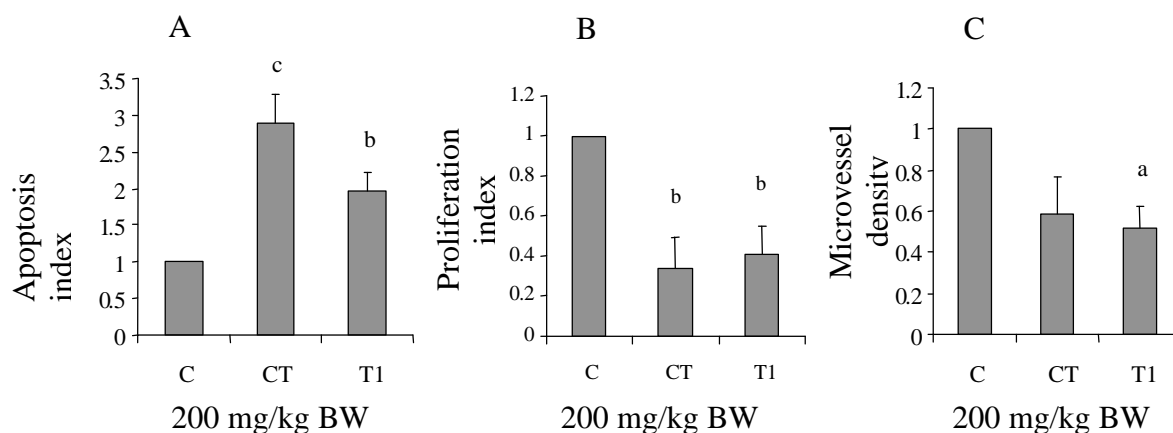 A
Apoptosis
index
3.5
3
2.5
2
1.5
1
0.5
0
c
b
C CT T1
200 mg/kg BW
B
Proliferation
index
1.2
1
0.8
0.6
0.4
0.2
0
b b
C CT T1
200 mg/kg BW
C
Microvessel
density
1.2
1
0.8
0.6
0.4
0.2
0
a
C CT T1
200 mg/kg BW